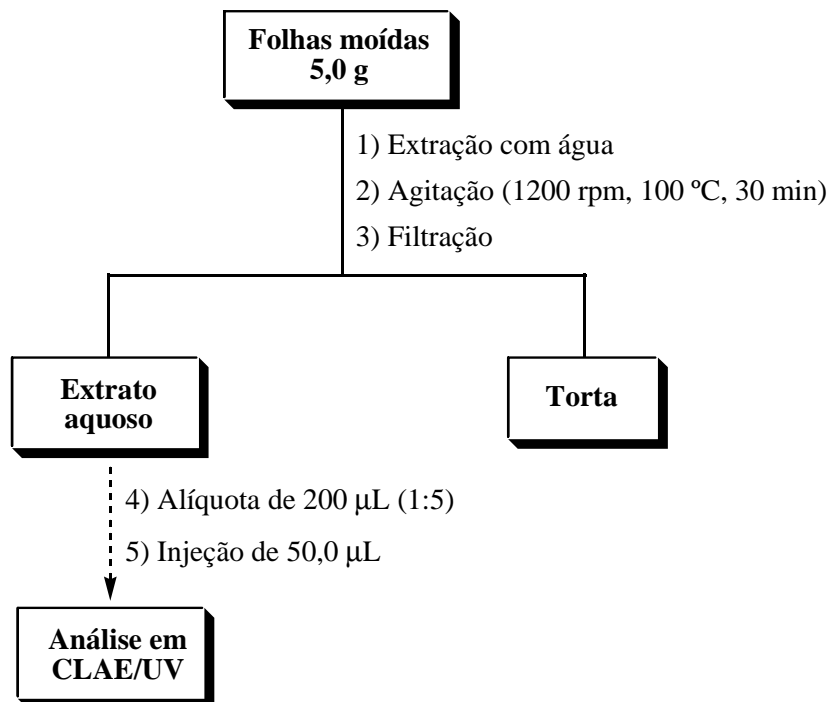 Folhas moídas
5,0 g
1) Extração com água
2) Agitação (1200 rpm, 100 ºC, 30 min)
3) Filtração
Extrato
aquoso
Torta
4) Alíquota de 200 μL (1:5)
5) Injeção de 50,0 μL
Análise em
CLAE/UV